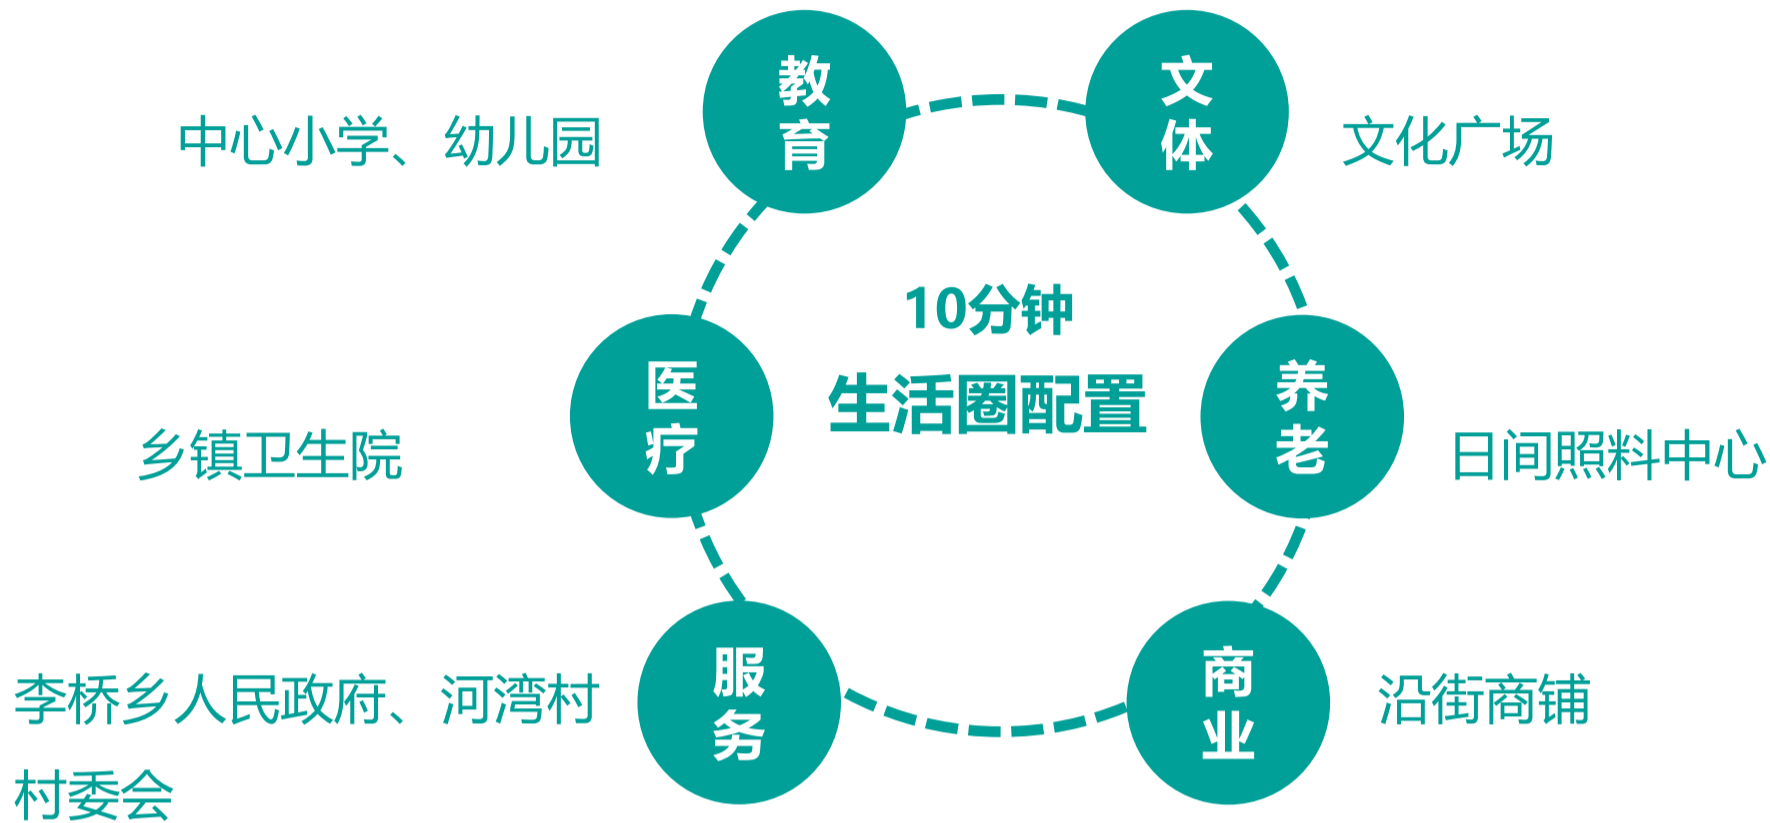 教
育
中心小学、幼儿园
文
体
文化广场
10分钟
生活圈配置
医
疗
乡镇卫生院
养
老
日间照料中心
服
务
李桥乡人民政府、河湾村
村委会
商
业
沿街商铺